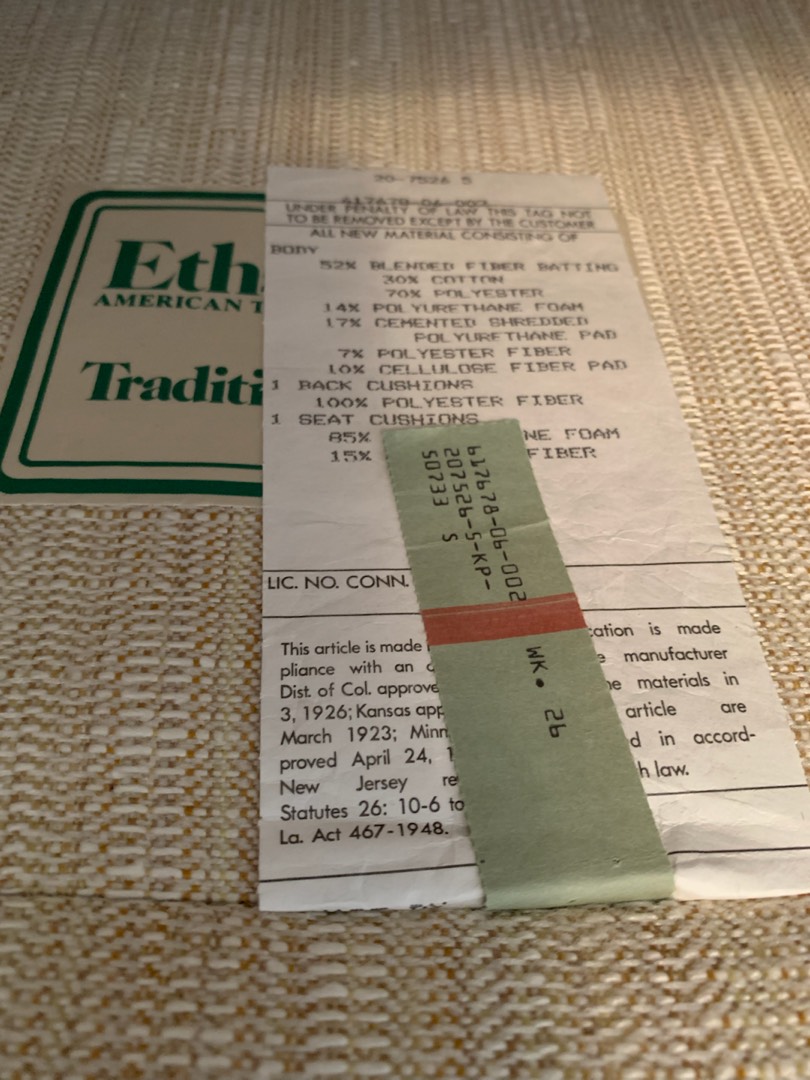 20-7526 5
617678-06-002
UNDER PENALTY OF LAW THIS TAG NOT
TO BE REMOVED EXCEPT BY THE CUSTOMER
ALL NEW MATERIAL CONSISTING OF
BODY
52% BLENDED FIBER BATTING
30% COTTON
70% POLYESTER
14% POLYURETHANE FOAM
17% CEMENTED SHREDDED
POLYURETHANE PAD
7% POLYESTER FIBER
10% CELLULOSE FIBER PAD
1 BACK CUSHIONS
100% POLYESTER FIBER
1 SEAT CUSHIONS
85% NE FOAM
15% FIBER
LIC. NO. CONN.
This article is made
pliance with an
Dist. of Col. approve
3, 1926; Kansas app
March 1923; Minn
proved April 24,
New Jersey re
Statutes 26: 10-6 to
La. Act 467-1948.
cation is made
e manufacturer
he materials in
article are
d in accord-
h law.
617678-06-002
207526-5-KP-
50733 S
WK. 26
Eth
AMERICAN T
Traditi